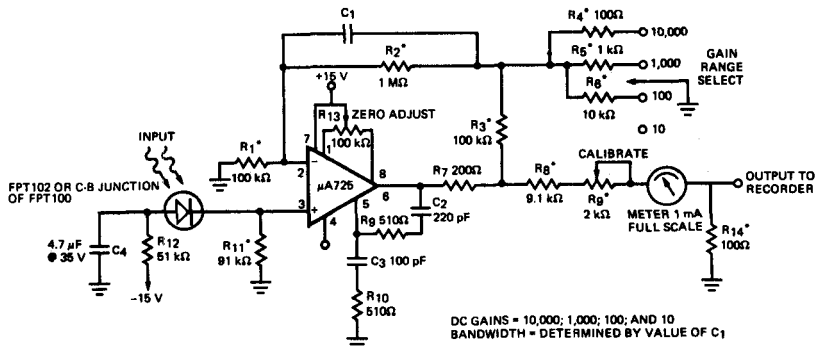 C1
R2*
1 MΩ
R4* 100Ω
10,000
R5* 1 kΩ
1,000
R6*
10 kΩ
100
10
GAIN
RANGE
SELECT
+15 V
R13 ZERO ADJUST
100 kΩ
7
1
8
R3*
100 kΩ
INPUT
R1*
100 kΩ
2
−
μA725
6
3
+
4
5
FPT102 OR C-B JUNCTION
OF FPT100
R7 200Ω
R8*
9.1 kΩ
CALIBRATE
R9*
2 kΩ
METER 1 mA
FULL SCALE
OUTPUT TO
RECORDER
R14*
100Ω
C2
220 pF
R9 510Ω
C3 100 pF
R10
510Ω
4.7 μF
@ 35 V
C4
R12
51 kΩ
−15 V
R11*
91 kΩ
DC GAINS = 10,000; 1,000; 100; AND 10
BANDWIDTH = DETERMINED BY VALUE OF C1